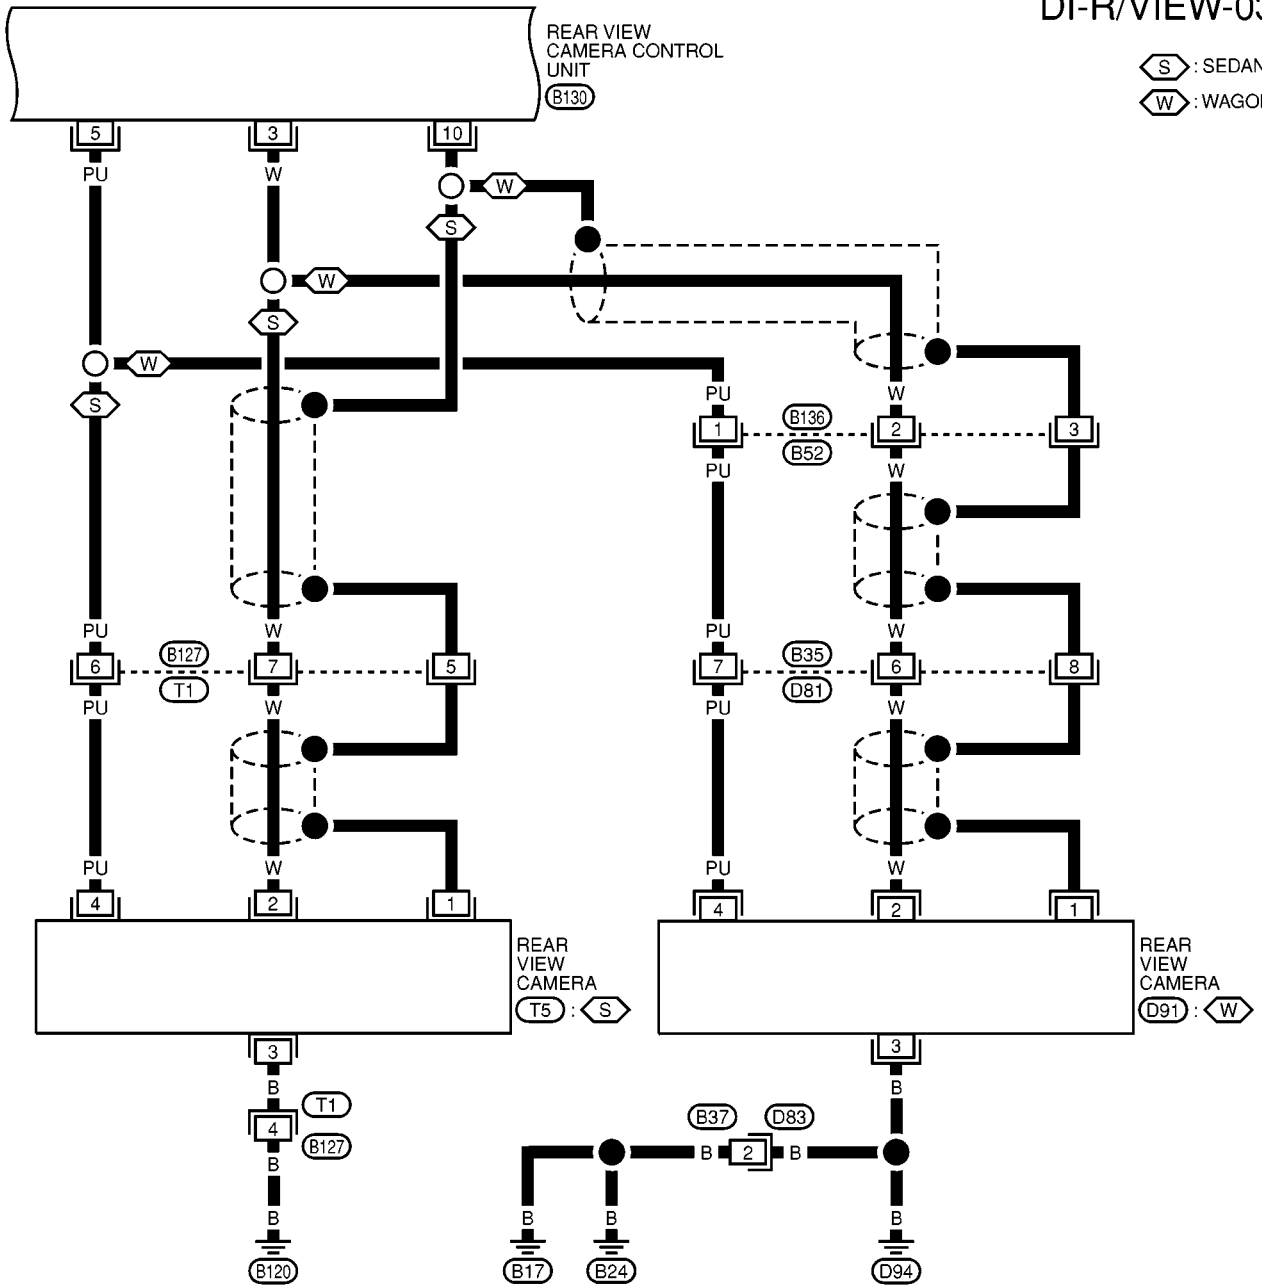 DI-R/VIEW-03
REAR VIEW
CAMERA CONTROL
UNIT
B130
S : SEDAN
W : WAGON
5 3 10
PU W
W
S
W
S
W
S
PU W
1 B136 2 3
B52
PU W
PU W PU W
6 B127 7 5 7 B35 6 8
T1 D81
PU W PU W
PU W PU W
4 2 1 4 2 1
REAR
VIEW
CAMERA
T5 : S
REAR
VIEW
CAMERA
D91 : W
3 3
B B
T1
4
B127
B
B37 D83
B 2 B
B B B B
B120 B17 B24 D94